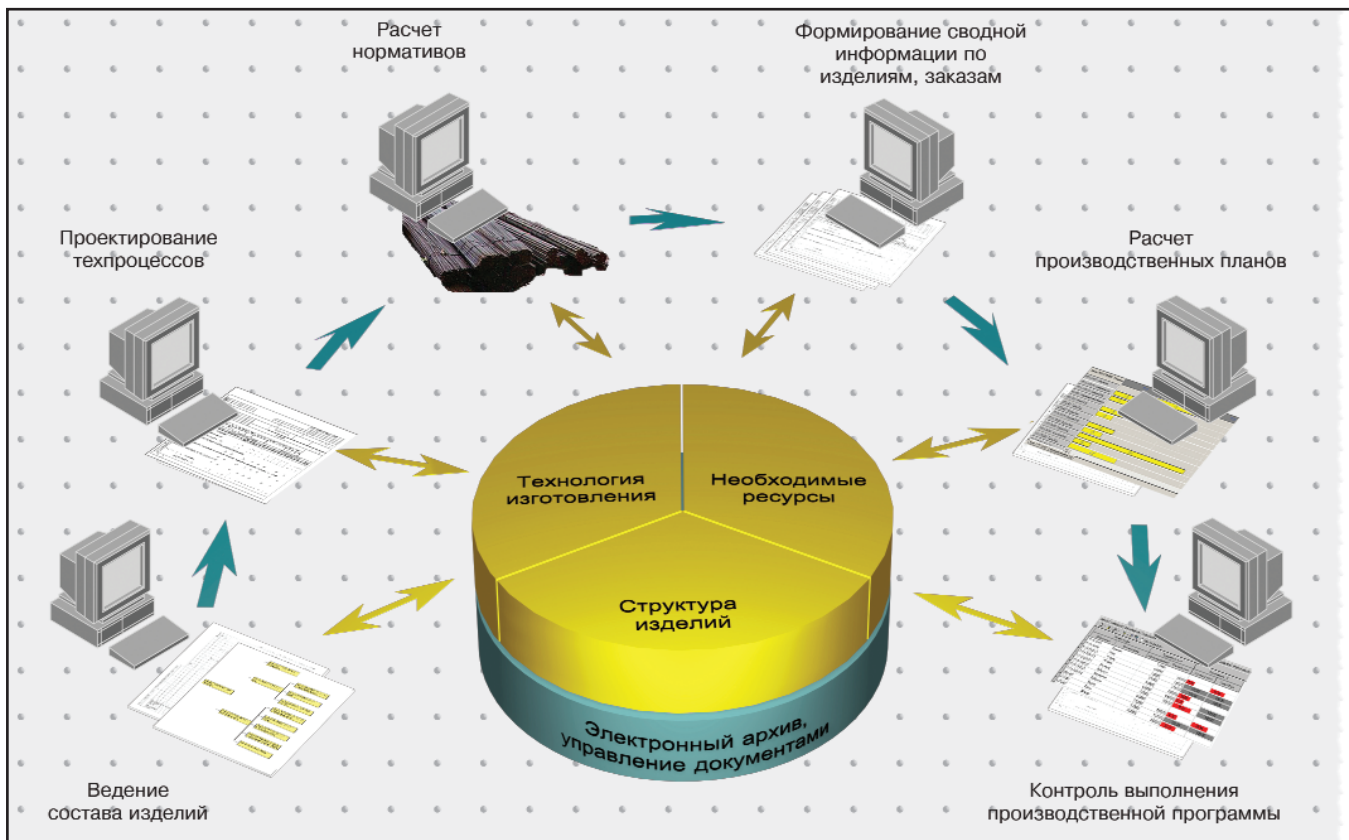 Расчет
нормативов
Формирование сводной
информации по
изделиям, заказам
Проектирование
техпроцессов
Расчет
производственных планов
Технология
изготовления
Необходимые
ресурсы
Структура
изделий
Электронный архив,
управление документами
Ведение
состава изделий
Контроль выполнения
производственной программы